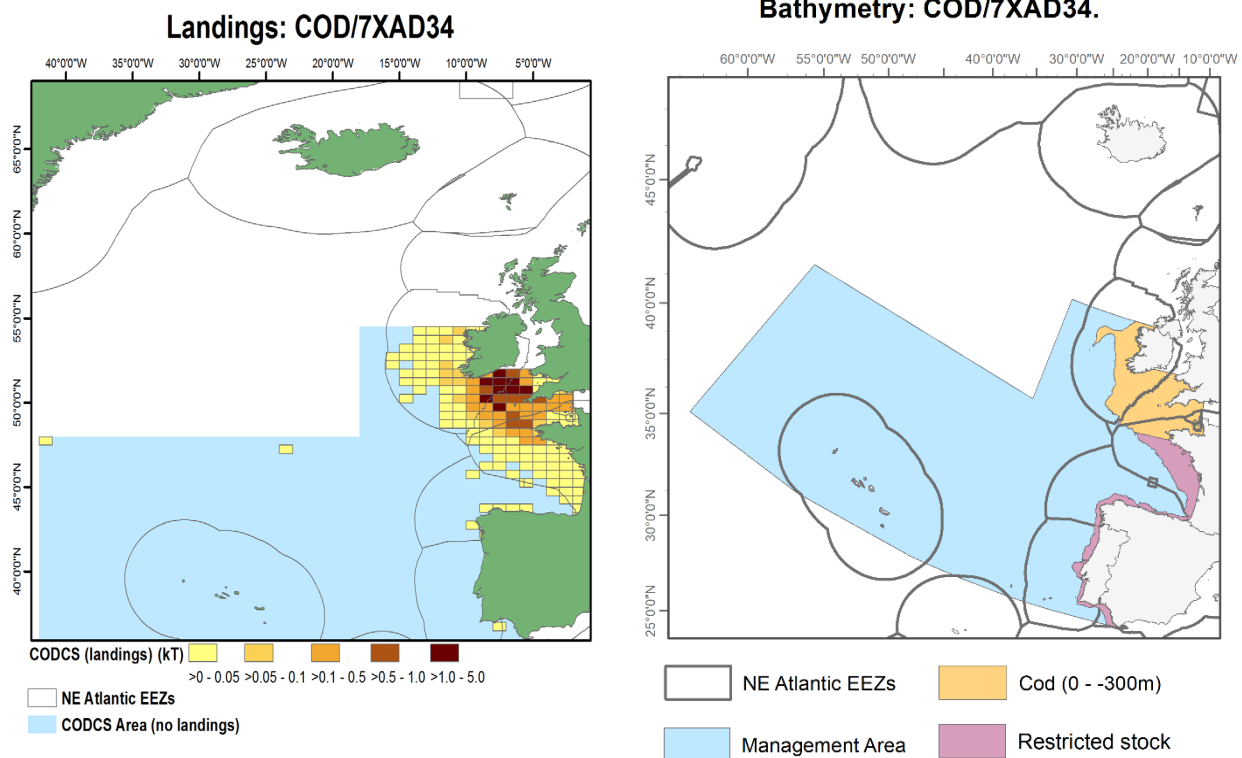 Landings: COD/7XAD34
40°0'0"W 35°0'0"W 30°0'0"W 25°0'0"W 20°0'0"W 15°0'0"W 10°0'0"W 5°0'0"W
65°0'0"N
60°0'0"N
55°0'0"N
50°0'0"N
45°0'0"N
40°0'0"N
CODCS (landings) (kT)
>0 - 0.05 >0.05 - 0.1 >0.1 - 0.5 >0.5 - 1.0 >1.0 - 5.0
NE Atlantic EEZs
CODCS Area (no landings)
Bathymetry: COD/7XAD34.
60°0'0"W 50°0'0"W 40°0'0"W 30°0'0"W 20°0'0"W 10°0'0"W
45°0'0"N
40°0'0"N
35°0'0"N
30°0'0"N
25°0'0"N
NE Atlantic EEZs
Cod (0 - -300m)
Management Area
Restricted stock